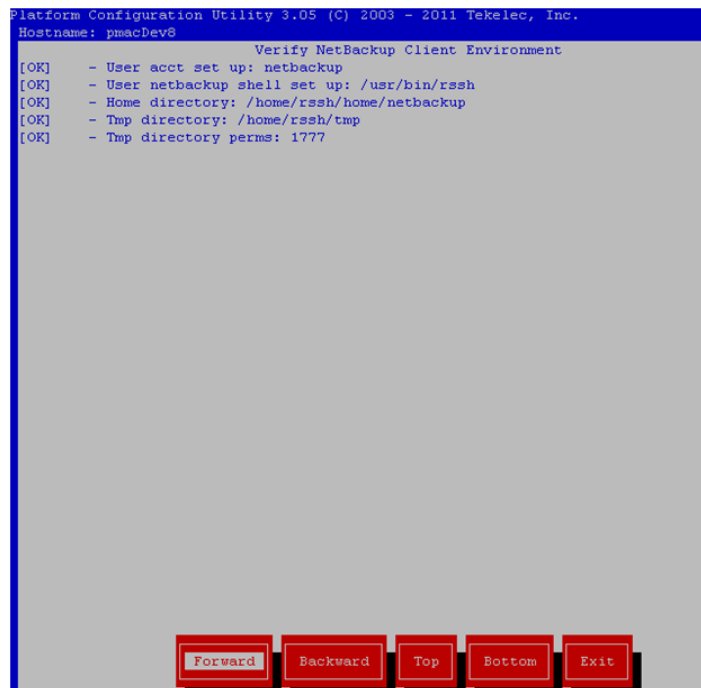 Platform Configuration Utility 3.05 (C) 2003 - 2011 Tekelec, Inc.
Hostname: pmacDev8
Verify NetBackup Client Environment
[OK] - User acct set up: netbackup
[OK] - User netbackup shell set up: /usr/bin/rssh
[OK] - Home directory: /home/rssh/home/netbackup
[OK] - Tmp directory: /home/rssh/tmp
[OK] - Tmp directory perms: 1777
Forward Backward Top Bottom Exit